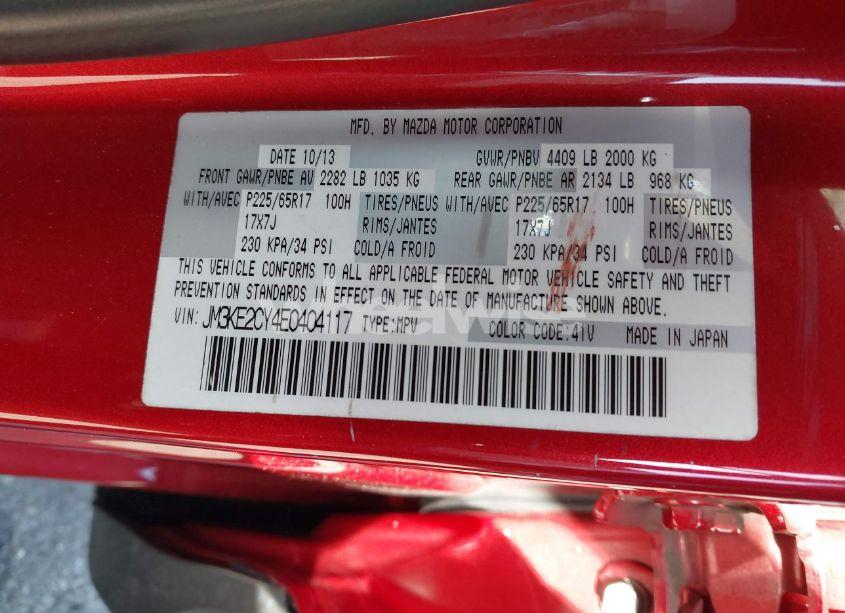 MFD. BY MAZDA MOTOR CORPORATION
DATE 10/13 GVWR/PNBV 4409 LB 2000 KG
FRONT GAWR/PNBE AV 2282 LB 1035 KG REAR GAWR/PNBE AR 2134 LB 968 KG
WITH/AVEC P225/65R17 100H TIRES/PNEUS WITH/AVEC P225/65R17 100H TIRES/PNEUS
17X7J RIMS/JANTES 17X7J RIMS/JANTES
230 KPA/34 PSI COLD/A FROID 230 KPA/34 PSI COLD/A FROID
THIS VEHICLE CONFORMS TO ALL APPLICABLE FEDERAL MOTOR VEHICLE SAFETY AND THEFT
PREVENTION STANDARDS IN EFFECT ON THE DATE OF MANUFACTURE SHOWN ABOVE.
VIN: JM3KE2CY4E0404117 TYPE:MPV COLOR CODE:41V MADE IN JAPAN